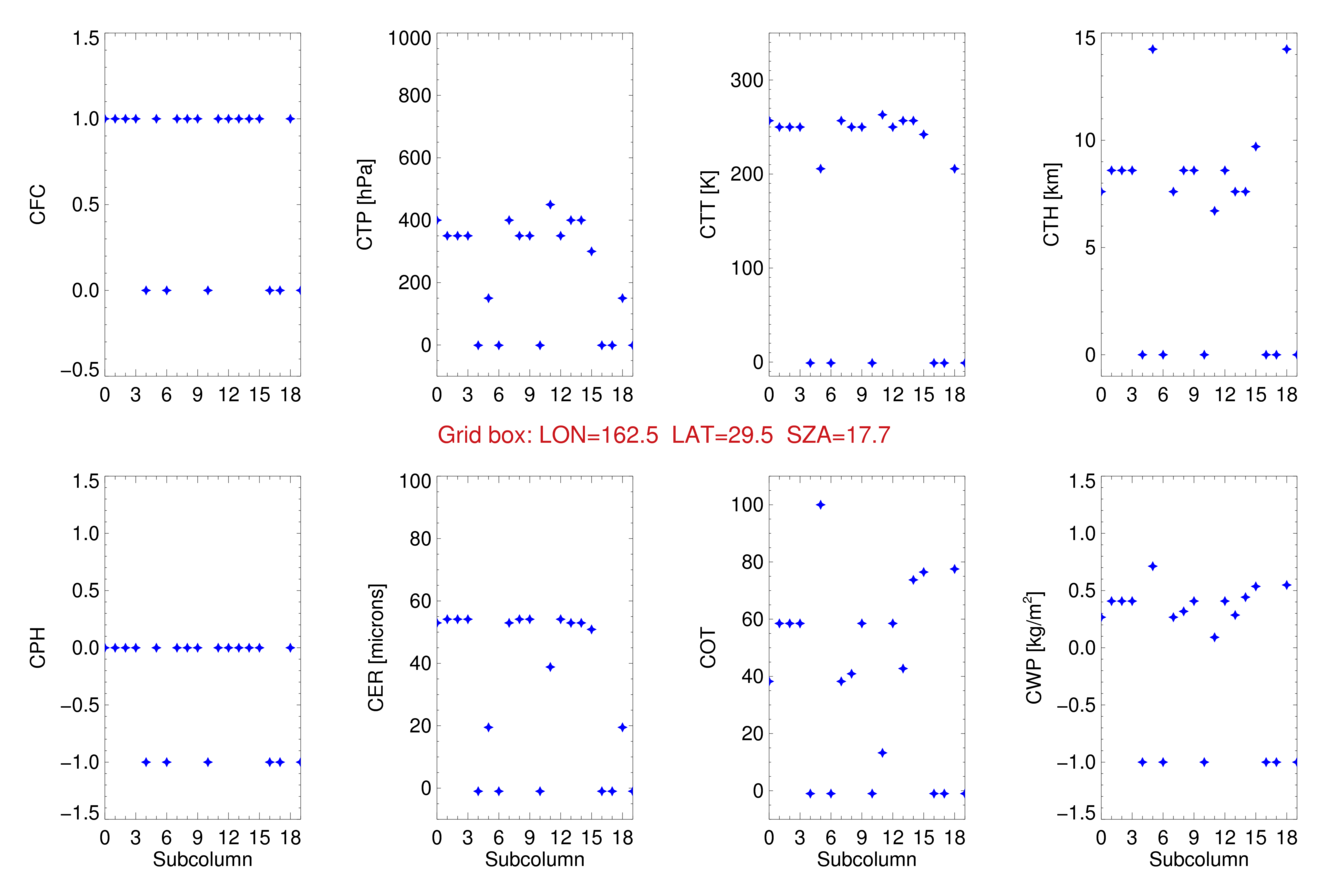 1.5
1.0
0.5
0.0
−0.5
CFC
0 3 6 9 12 15 18
1000
800
600
400
200
0
CTP [hPa]
0 3 6 9 12 15 18
300
200
100
0
CTT [K]
0 3 6 9 12 15 18
15
10
5
0
CTH [km]
0 3 6 9 12 15 18
Grid box: LON=162.5 LAT=29.5 SZA=17.7
1.5
1.0
0.5
0.0
−0.5
−1.0
−1.5
CPH
0 3 6 9 12 15 18
Subcolumn
100
80
60
40
20
0
CER [microns]
0 3 6 9 12 15 18
Subcolumn
100
80
60
40
20
0
COT
0 3 6 9 12 15 18
Subcolumn
1.5
1.0
0.5
0.0
−0.5
−1.0
−1.5
CWP [kg/m²]
0 3 6 9 12 15 18
Subcolumn